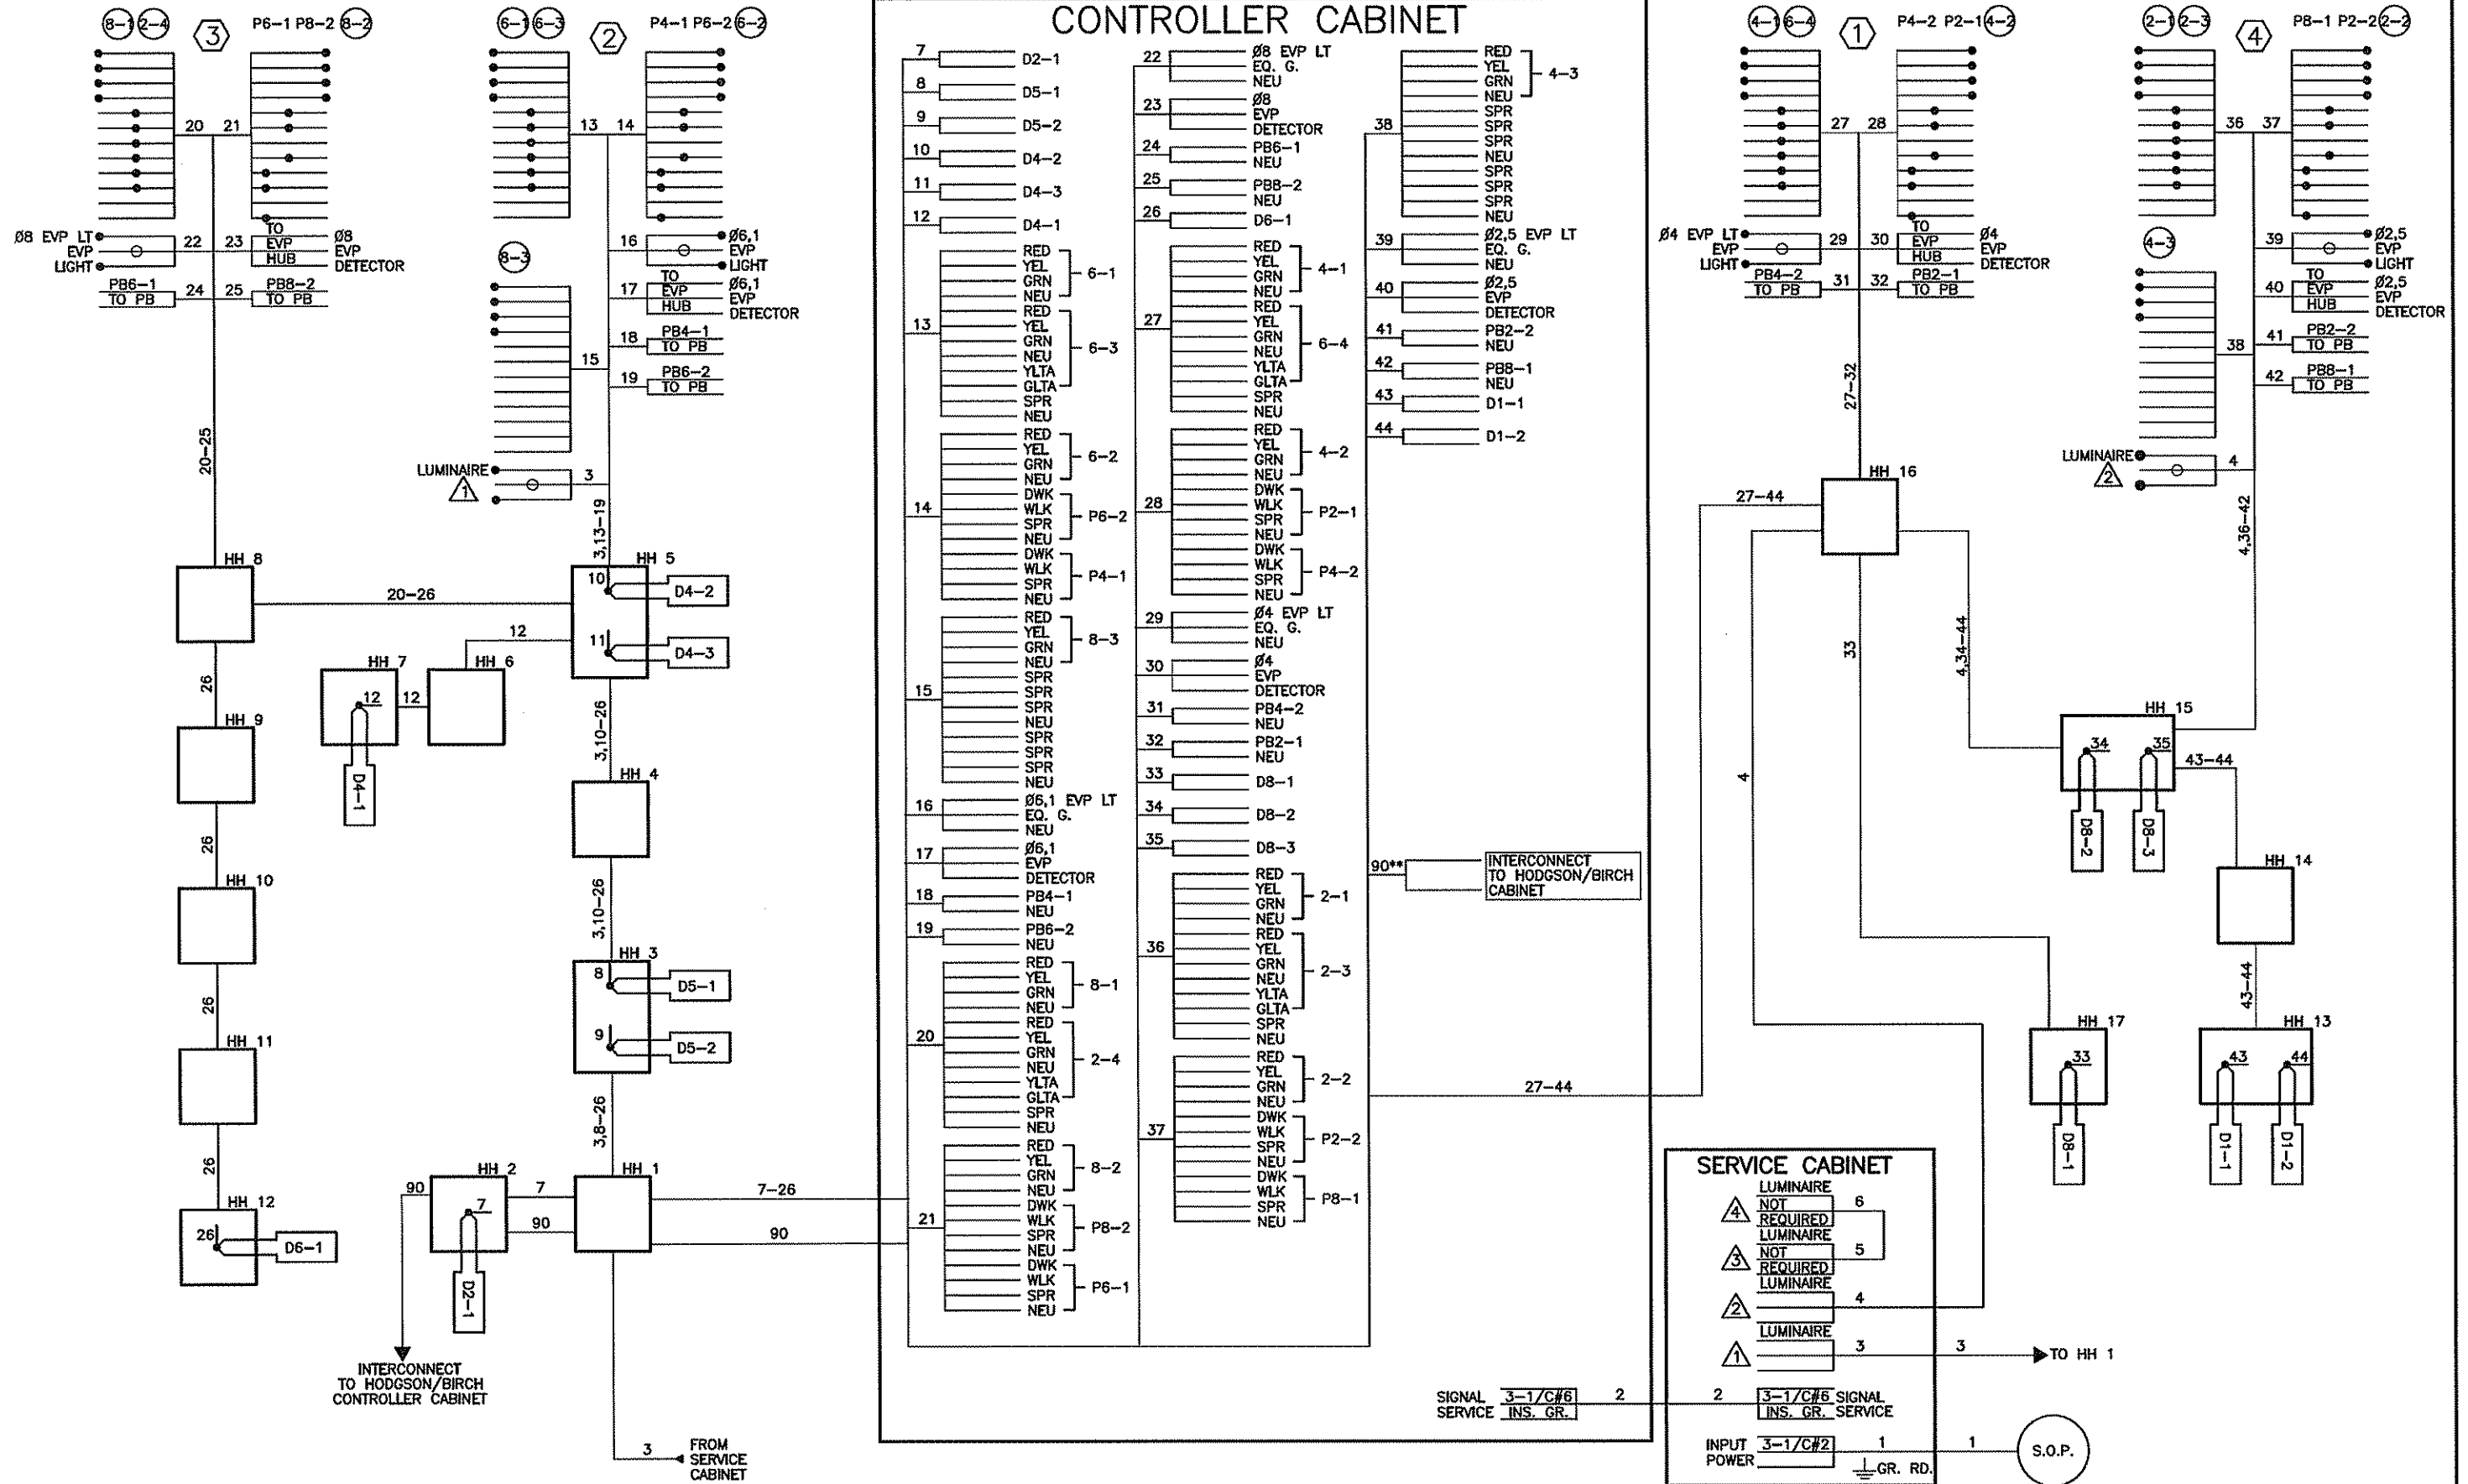 8-1 2-4
3
P6-1 P8-2 8-2
20
21
Ø8 EVP LT
EVP
LIGHT
22
23
TO
EVP
HUB
Ø8
EVP
DETECTOR
PB6-1
TO PB
24
25
PB8-2
TO PB
20-25
6-1 6-3
2
P4-1 P6-2 6-2
13
14
16
Ø6,1
EVP
LIGHT
8-3
17
TO
EVP
HUB
Ø6,1
EVP
DETECTOR
15
18
PB4-1
TO PB
19
PB6-2
TO PB
LUMINAIRE
1
3
3,13-19
HH 8
20-26
HH 5
10
D4-2
11
D4-3
12
HH 7
12
D4-1
12
HH 6
26
HH 9
3,10-26
HH 4
26
HH 10
3,10-26
HH 3
8
D5-1
9
D5-2
26
HH 11
3,8-26
26
HH 12
26
D6-1
90
HH 2
7
D2-1
7
90
HH 1
7-26
90
INTERCONNECT
TO HODGSON/BIRCH
CONTROLLER CABINET
3
FROM
SERVICE
CABINET
CONTROLLER CABINET
7
D2-1
8
D5-1
9
D5-2
10
D4-2
11
D4-3
12
D4-1
13
RED
YEL
GRN
NEU
6-1
RED
YEL
GRN
NEU
YLTA
GLTA
6-3
SPR
NEU
14
RED
YEL
GRN
NEU
6-2
DWK
WLK
SPR
NEU
P6-2
DWK
WLK
SPR
NEU
P4-1
15
RED
YEL
GRN
NEU
8-3
SPR
SPR
SPR
NEU
SPR
SPR
SPR
NEU
16
Ø6,1 EVP LT
EQ. G.
NEU
17
Ø6,1
EVP
DETECTOR
18
PB4-1
NEU
19
PB6-2
NEU
20
RED
YEL
GRN
NEU
8-1
RED
YEL
GRN
NEU
YLTA
GLTA
2-4
SPR
NEU
21
RED
YEL
GRN
NEU
8-2
DWK
WLK
SPR
NEU
P8-2
DWK
WLK
SPR
NEU
P6-1
22
Ø8 EVP LT
EQ. G.
NEU
23
Ø8
EVP
DETECTOR
24
PB6-1
NEU
25
PB8-2
NEU
26
D6-1
27
RED
YEL
GRN
NEU
4-1
RED
YEL
GRN
NEU
YLTA
GLTA
6-4
SPR
NEU
28
RED
YEL
GRN
NEU
4-2
DWK
WLK
SPR
NEU
P2-1
DWK
WLK
SPR
NEU
P4-2
29
Ø4 EVP LT
EQ. G.
NEU
30
Ø4
EVP
DETECTOR
31
PB4-2
NEU
32
PB2-1
NEU
33
D8-1
34
D8-2
35
D8-3
36
RED
YEL
GRN
NEU
2-1
RED
YEL
GRN
NEU
YLTA
GLTA
2-3
SPR
NEU
37
RED
YEL
GRN
NEU
2-2
DWK
WLK
SPR
NEU
P2-2
DWK
WLK
SPR
NEU
P8-1
38
RED
YEL
GRN
NEU
4-3
SPR
SPR
SPR
NEU
SPR
SPR
SPR
NEU
39
Ø2,5 EVP LT
EQ. G.
NEU
40
Ø2,5
EVP
DETECTOR
41
PB2-2
NEU
42
PB8-1
NEU
43
D1-1
44
D1-2
90**
INTERCONNECT
TO HODGSON/BIRCH
CABINET
27-44
SIGNAL
SERVICE
3-1/C#6
INS. GR.
2
4-1 6-4
1
P4-2 P2-1 4-2
27
28
Ø4 EVP LT
EVP
LIGHT
29
30
TO
EVP
HUB
Ø4
EVP
DETECTOR
PB4-2
TO PB
31
32
PB2-1
TO PB
27-32
HH 16
27-44
4
33
4,34-44
2-1 2-3
4
P8-1 P2-2 2-2
36
37
4-3
39
Ø2,5
EVP
LIGHT
40
TO
EVP
HUB
Ø2,5
EVP
DETECTOR
38
41
PB2-2
TO PB
42
PB8-1
TO PB
LUMINAIRE
2
4
4,36-42
HH 15
34
D8-2
35
D8-3
43-44
HH 14
43-44
HH 17
33
D8-1
HH 13
43
D1-1
44
D1-2
SERVICE CABINET
4
LUMINAIRE
NOT
REQUIRED
6
3
LUMINAIRE
NOT
REQUIRED
5
2
LUMINAIRE
4
1
LUMINAIRE
3
3
TO HH 1
2
3-1/C#6
INS. GR.
SIGNAL
SERVICE
INPUT
POWER
3-1/C#2
1
GR. RD.
1
S.O.P.